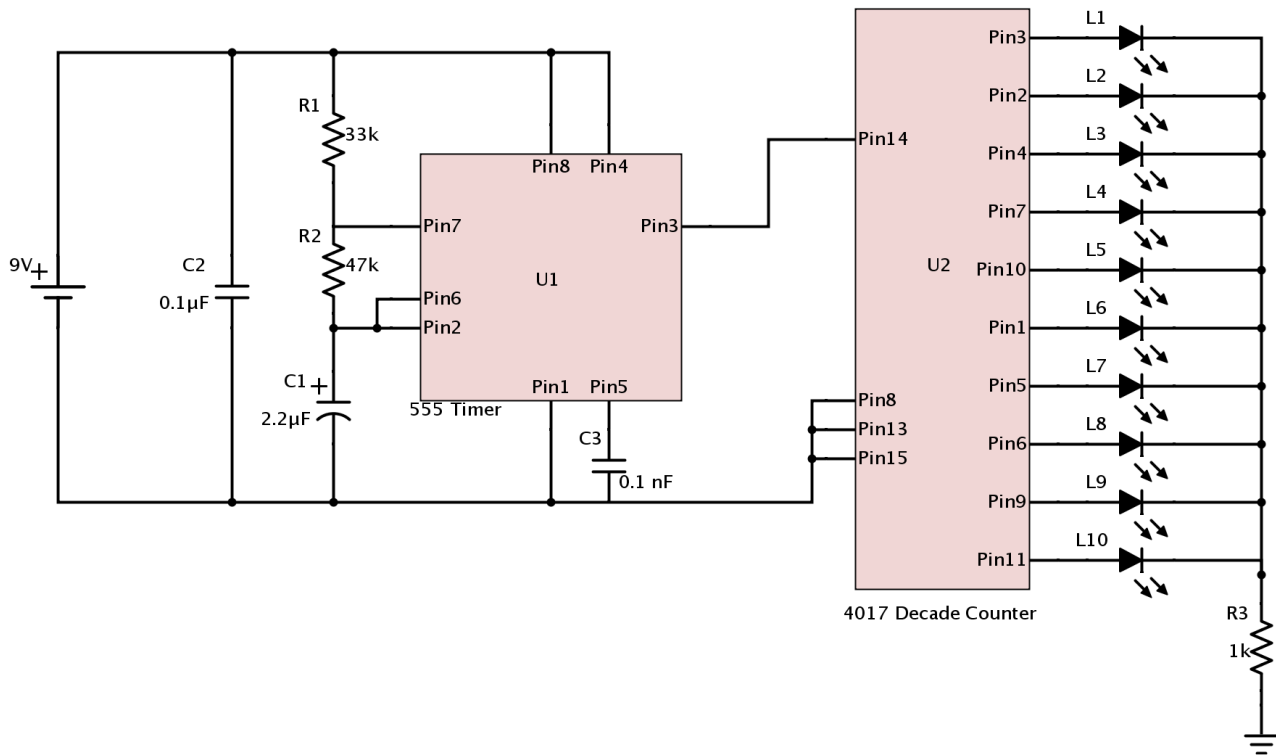 9V
+
C2
0.1µF
R1
33k
R2
47k
C1
+
2.2µF
Pin8
Pin4
Pin7
Pin3
U1
Pin6
Pin2
Pin1
Pin5
555 Timer
C3
0.1 nF
Pin14
U2
Pin8
Pin13
Pin15
Pin3
Pin2
Pin4
Pin7
Pin10
Pin1
Pin5
Pin6
Pin9
Pin11
4017 Decade Counter
L1
L2
L3
L4
L5
L6
L7
L8
L9
L10
R3
1k